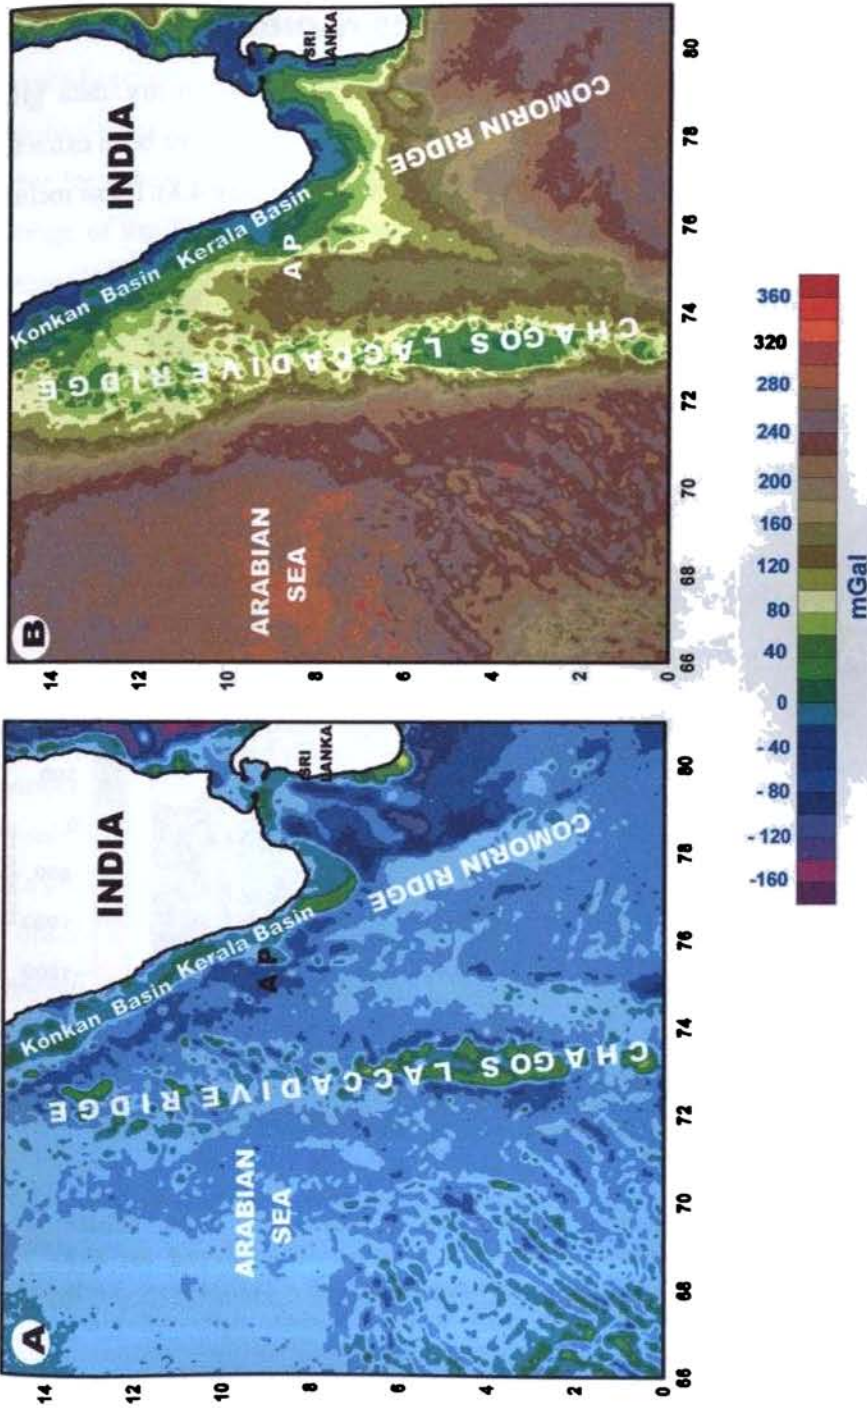 A
INDIA
SRI
LANKA
Konkan Basin Kerala Basin
A P
ARABIAN
SEA
CHAGOS LACCADIVE RIDGE
COMORIN RIDGE
14
12
10
8
6
4
2
0
66
68
70
72
74
76
78
80
B
INDIA
SRI
LANKA
Konkan Basin Kerala Basin
A P
ARABIAN
SEA
CHAGOS LACCADIVE RIDGE
COMORIN RIDGE
14
12
10
8
6
4
2
0
66
68
70
72
74
76
78
80
-160 -120 -80 -40 0 40 80 120 160 200 240 280 320 360
mGal